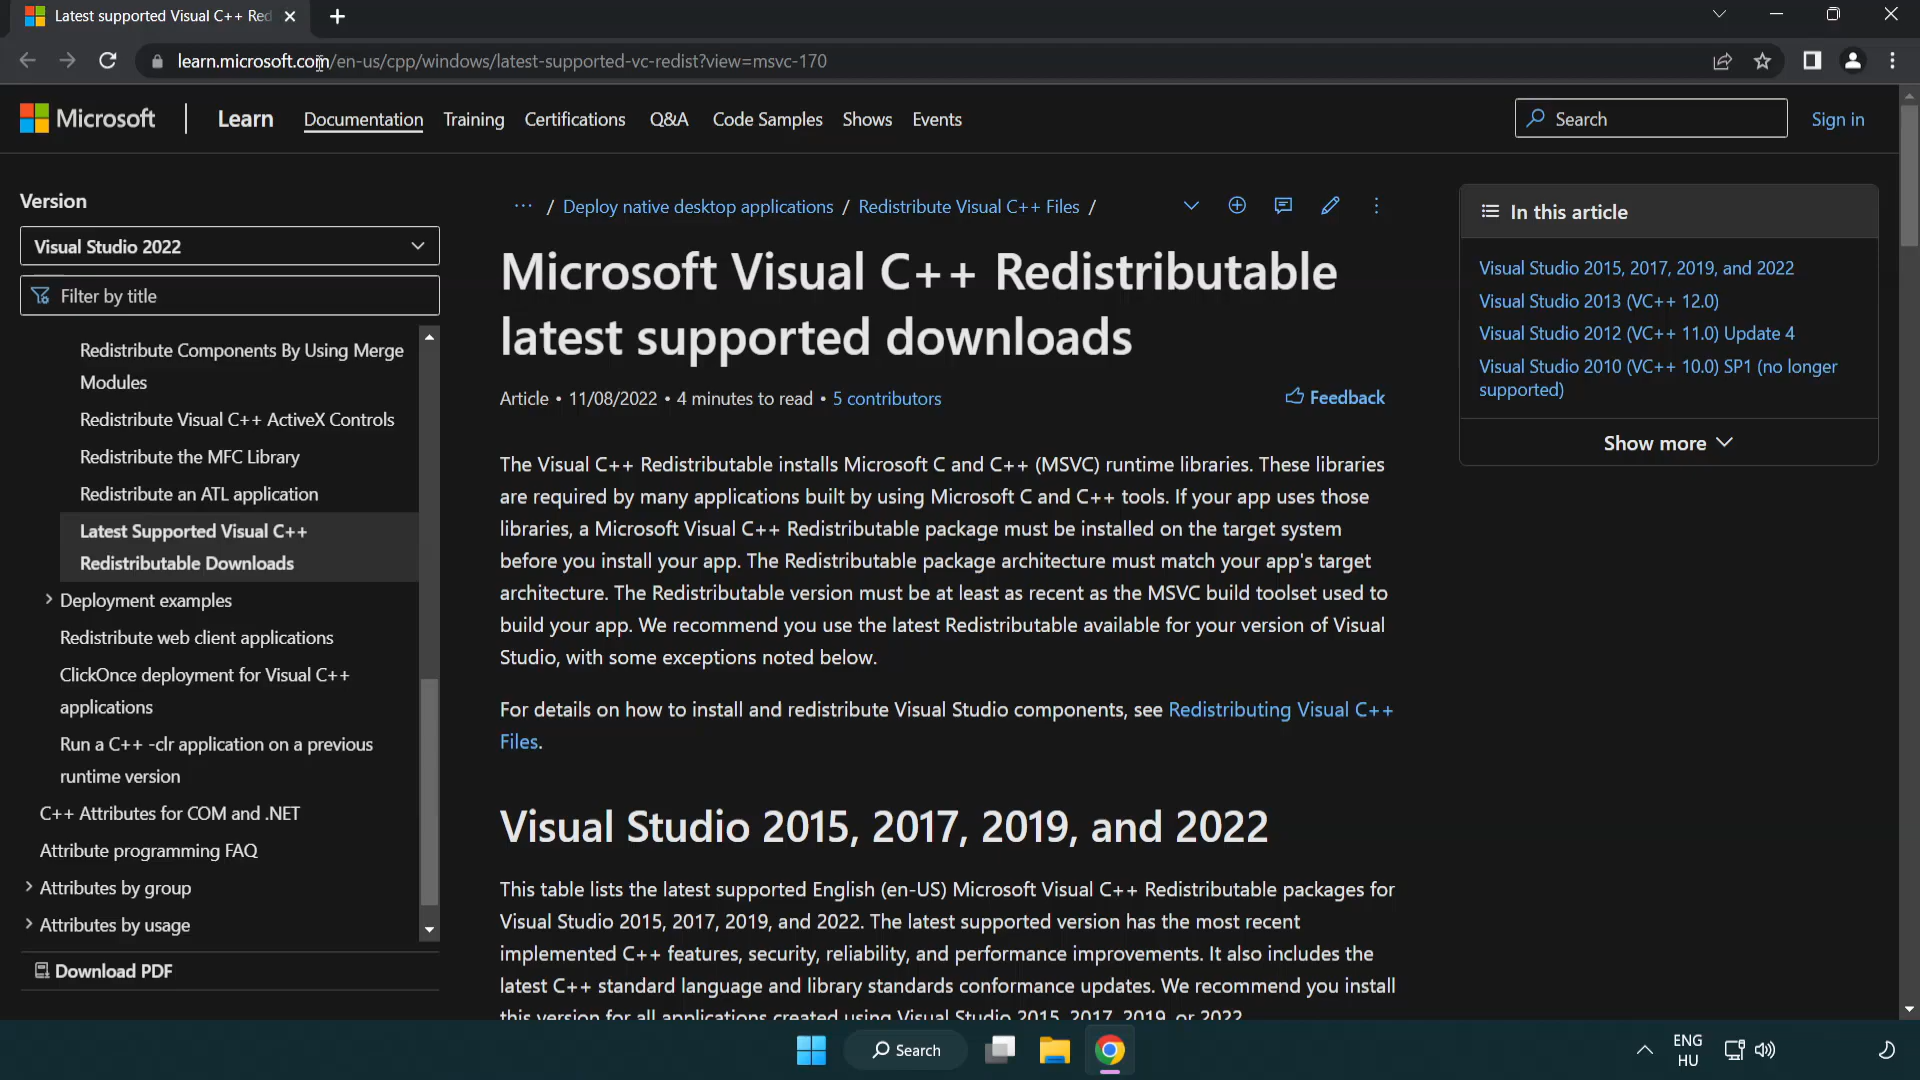 Latest supported Visual C++ Red
learn.microsoft.com/en-us/cpp/windows/latest-supported-vc-redist?view=msvc-170
Microsoft
Learn
Documentation
Training
Certifications
Q&A
Code Samples
Shows
Events
Search
Sign in
Version
Visual Studio 2022
Filter by title
Redistribute Components By Using Merge
Modules
Redistribute Visual C++ ActiveX Controls
Redistribute the MFC Library
Redistribute an ATL application
Latest Supported Visual C++
Redistributable Downloads
Deployment examples
Redistribute web client applications
ClickOnce deployment for Visual C++
applications
Run a C++ -clr application on a previous
runtime version
C++ Attributes for COM and .NET
Attribute programming FAQ
Attributes by group
Attributes by usage
Download PDF
··· / Deploy native desktop applications / Redistribute Visual C++ Files /
Microsoft Visual C++ Redistributable
latest supported downloads
Article • 11/08/2022 • 4 minutes to read • 5 contributors
Feedback
The Visual C++ Redistributable installs Microsoft C and C++ (MSVC) runtime libraries. These libraries
are required by many applications built by using Microsoft C and C++ tools. If your app uses those
libraries, a Microsoft Visual C++ Redistributable package must be installed on the target system
before you install your app. The Redistributable package architecture must match your app's target
architecture. The Redistributable version must be at least as recent as the MSVC build toolset used to
build your app. We recommend you use the latest Redistributable available for your version of Visual
Studio, with some exceptions noted below.
For details on how to install and redistribute Visual Studio components, see Redistributing Visual C++
Files.
Visual Studio 2015, 2017, 2019, and 2022
This table lists the latest supported English (en-US) Microsoft Visual C++ Redistributable packages for
Visual Studio 2015, 2017, 2019, and 2022. The latest supported version has the most recent
implemented C++ features, security, reliability, and performance improvements. It also includes the
latest C++ standard language and library standards conformance updates. We recommend you install
this version for all applications created using Visual Studio 2015, 2017, 2019, or 2022.
In this article
Visual Studio 2015, 2017, 2019, and 2022
Visual Studio 2013 (VC++ 12.0)
Visual Studio 2012 (VC++ 11.0) Update 4
Visual Studio 2010 (VC++ 10.0) SP1 (no longer
supported)
Show more
Search
ENG
HU